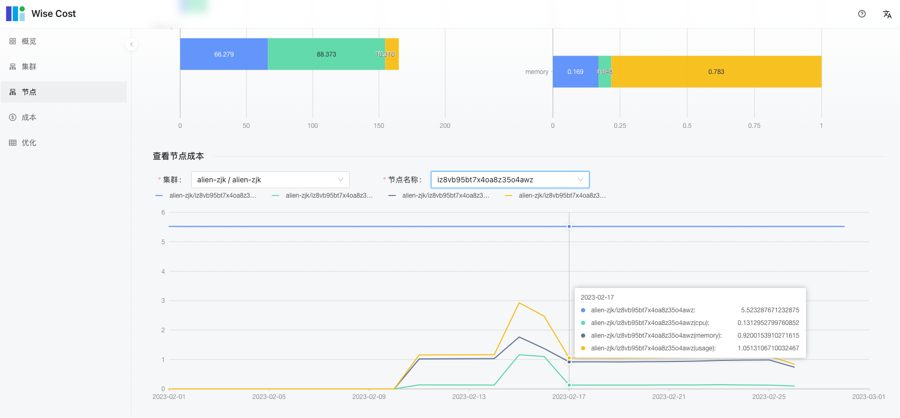 Wise Cost
概览
集群
节点
成本
优化
66.279
88.373
0
50
100
150
200
memory
0.169
0.783
0
0.25
0.5
0.75
1
查看节点成本
* 集群： alien-zjk / alien-zjk
* 节点名称： iz8vb95bt7x4oa8z35o4awz
alien-zjk/iz8vb95bt7x4oa8z3...
alien-zjk/iz8vb95bt7x4oa8z3...
alien-zjk/iz8vb95bt7x4oa8z3...
alien-zjk/iz8vb95bt7x4oa8z3...
6
5
4
3
2
1
0
2023-02-17
alien-zjk/iz8vb95bt7x4oa8z35o4awz: 5.523287671232875
alien-zjk/iz8vb95bt7x4oa8z35o4awz(cpu): 0.1312952799760852
alien-zjk/iz8vb95bt7x4oa8z35o4awz(memory): 0.9200153910271615
alien-zjk/iz8vb95bt7x4oa8z35o4awz(usage): 1.0513106710032467
2023-02-01
2023-02-05
2023-02-09
2023-02-13
2023-02-17
2023-02-21
2023-02-25
2023-03-01